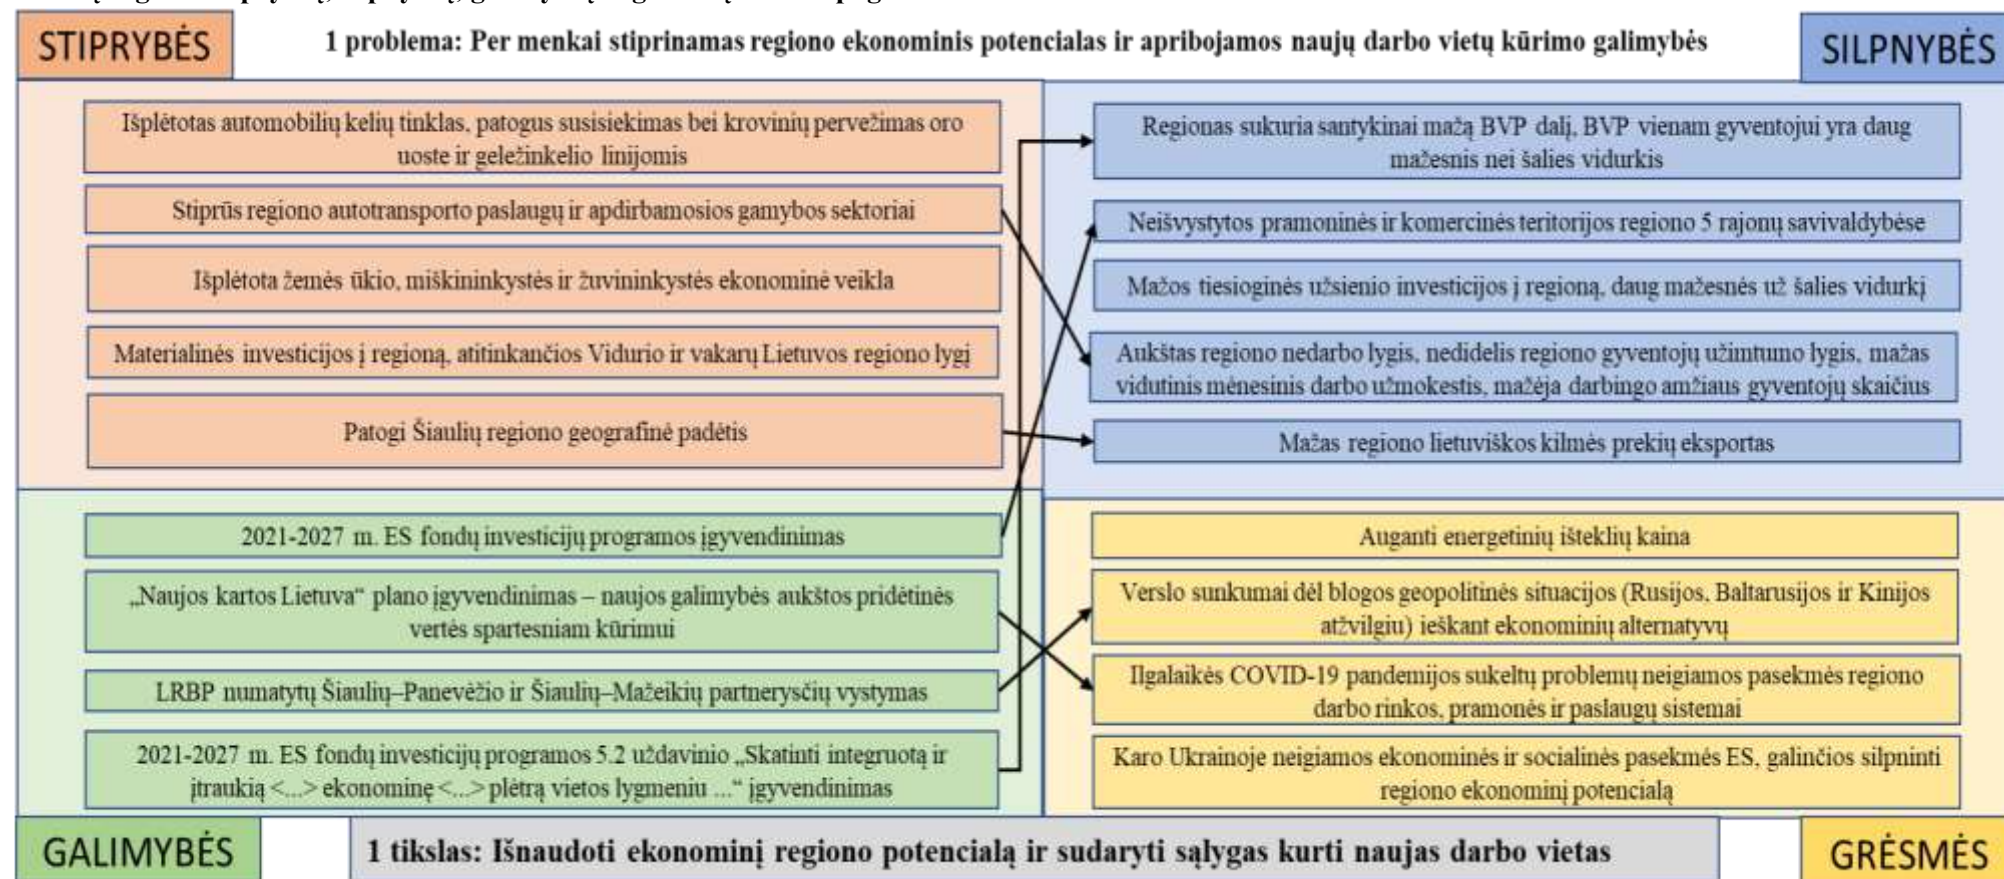 STIPRYBĖS
1 problema: Per menkai stiprinamas regiono ekonominis potencialas ir apribojamos naujų darbo vietų kūrimo galimybės
SILPNYBĖS
Išplėtotas automobilių kelių tinklas, patogus susisiekimas bei krovinių pervežimas oro
uoste ir geležinkelio linijomis
Stiprūs regiono autotransporto paslaugų ir apdirbamosios gamybos sektoriai
Išplėtota žemės ūkio, miškininkystės ir žuvininkystės ekonominė veikla
Materialinės investicijos į regioną, atitinkančios Vidurio ir vakarų Lietuvos regiono lygį
Patogi Šiaulių regiono geografinė padėtis
Regionas sukuria santykinai mažą BVP dalį, BVP vienam gyventojui yra daug
mažesnis nei šalies vidurkis
Neišvystytos pramoninės ir komercinės teritorijos regiono 5 rajonų savivaldybėse
Mažos tiesioginės užsienio investicijos į regioną, daug mažesnės už šalies vidurkį
Aukštas regiono nedarbo lygis, nedidelis regiono gyventojų užimtumo lygis, mažas
vidutinis mėnesinis darbo užmokestis, mažėja darbingo amžiaus gyventojų skaičius
Mažas regiono lietuviškos kilmės prekių eksportas
2021-2027 m. ES fondų investicijų programos įgyvendinimas
„Naujos kartos Lietuva“ plano įgyvendinimas – naujos galimybės aukštos pridėtinės
vertės spartesniam kūrimui
LRBP numatytų Šiaulių–Panevėžio ir Šiaulių–Mažeikių partnerysčių vystymas
2021-2027 m. ES fondų investicijų programos 5.2 uždavinio „Skatinti integruotą ir
įtraukią <...> ekonominę <...> plėtrą vietos lygmeniu ...“ įgyvendinimas
Auganti energetinių išteklių kaina
Verslo sunkumai dėl blogos geopolitinės situacijos (Rusijos, Baltarusijos ir Kinijos
atžvilgiu) ieškant ekonominių alternatyvų
Ilgalaikės COVID-19 pandemijos sukeltų problemų neigiamos pasekmės regiono
darbo rinkos, pramonės ir paslaugų sistemai
Karo Ukrainoje neigiamos ekonominės ir socialinės pasekmės ES, galinčios silpninti
regiono ekonominį potencialą
GALIMYBĖS
1 tikslas: Išnaudoti ekonominį regiono potencialą ir sudaryti sąlygas kurti naujas darbo vietas
GRĖSMĖS